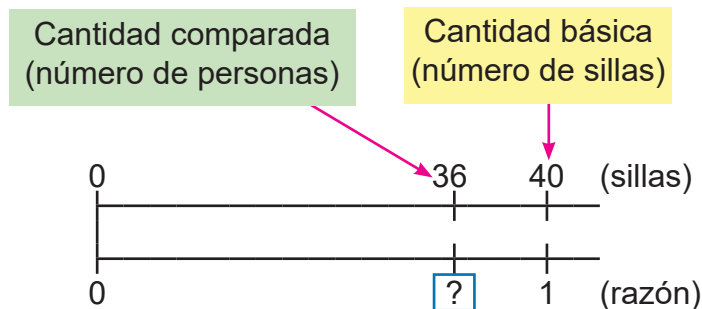 Cantidad comparada
(número de personas)
Cantidad básica
(número de sillas)
0 36 40 (sillas)
0 ? 1 (razón)